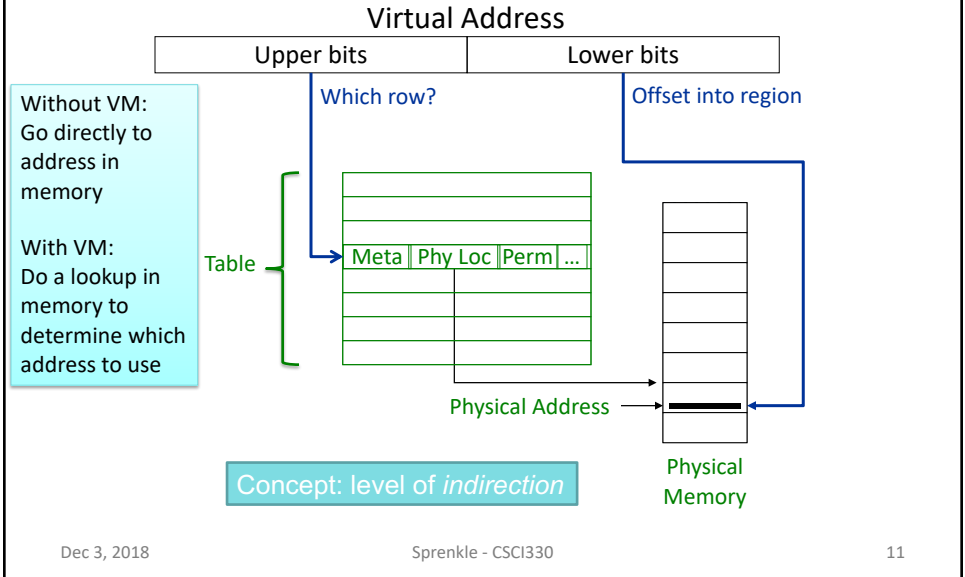 Virtual Address
Upper bits
Lower bits
Which row?
Offset into region
Without VM:
Go directly to
address in
memory
With VM:
Do a lookup in
memory to
determine which
address to use
Table
Meta Phy Loc Perm ...
Physical Address
Physical
Memory
Concept: level of indirection
Dec 3, 2018
Sprenkle - CSCI330
11